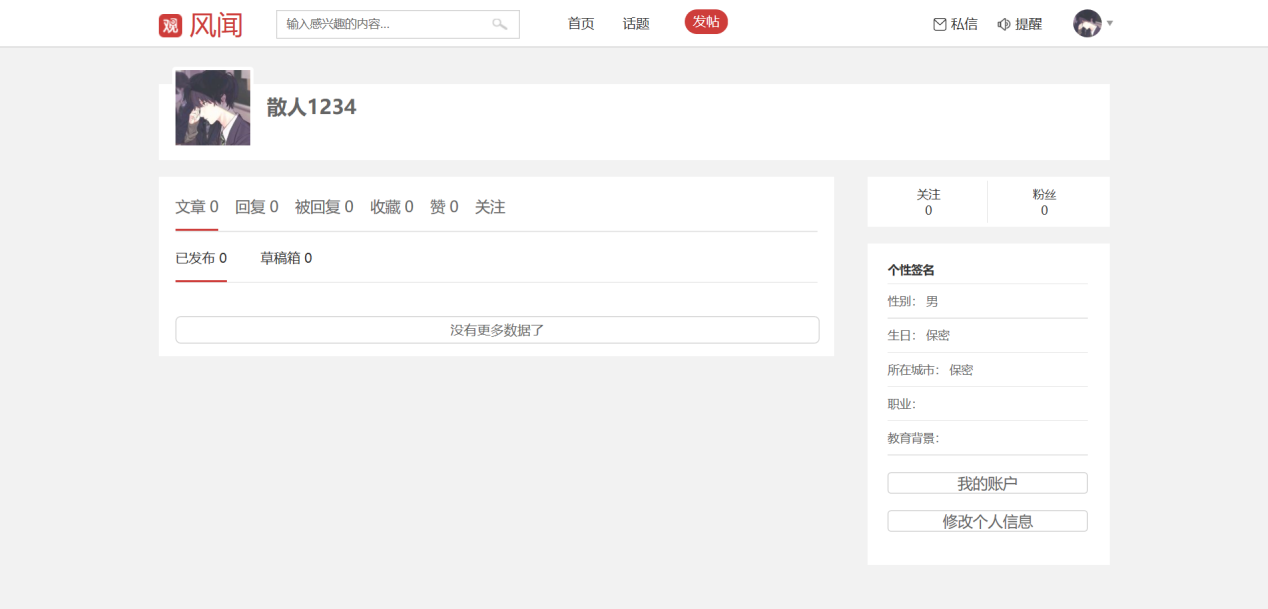 观 风闻 输入感兴趣的内容... 首页 话题 发帖 私信 提醒
散人1234
文章 0 回复 0 被回复 0 收藏 0 赞 0 关注
已发布 0 草稿箱 0
没有更多数据了
关注 粉丝
0 0
个性签名
性别： 男
生日： 保密
所在城市： 保密
职业：
教育背景：
我的账户
修改个人信息